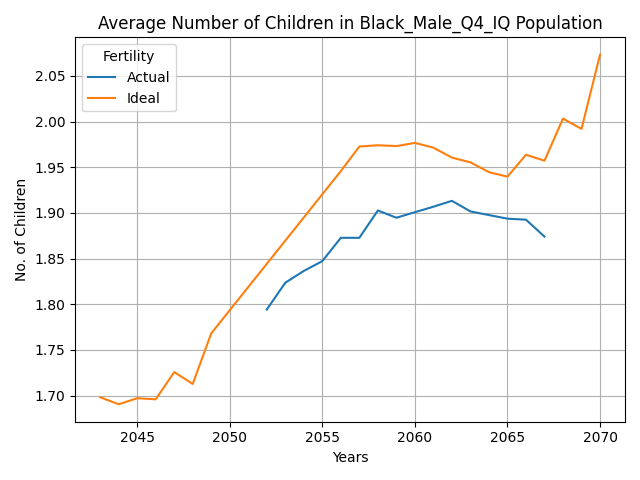 Average Number of Children in Black_Male_Q4_IQ Population
Fertility
Actual
Ideal
No. of Children
2.05
2.00
1.95
1.90
1.85
1.80
1.75
1.70
2045 2050 2055 2060 2065 2070
Years